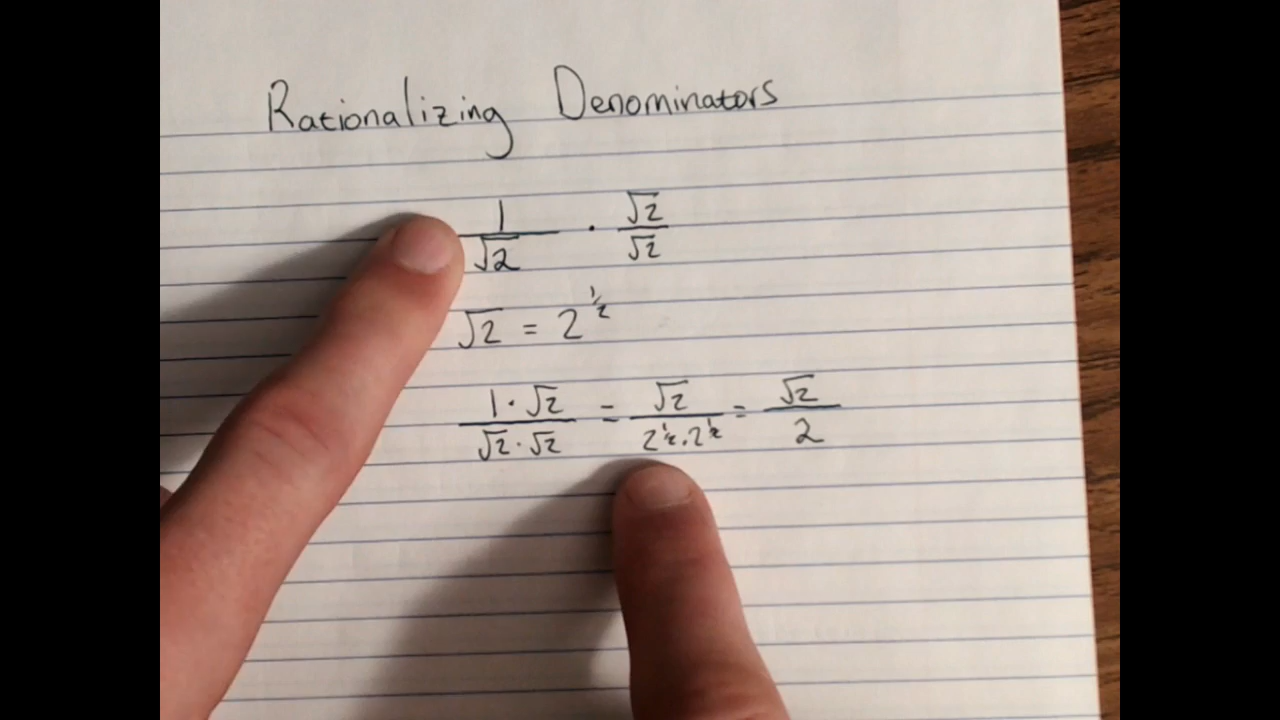 Rationalizing Denominators
1/√2 · √2/√2
√2 = 2^1/2
1·√2/√2·√2 = √2/2^1/2·2^1/2 = √2/2